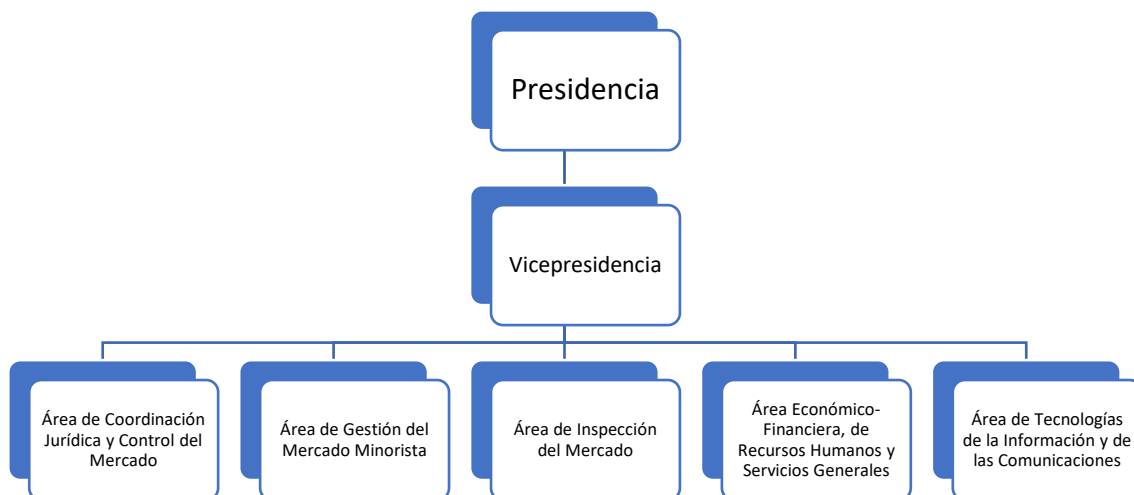 Presidencia
Vicepresidencia
Área de Coordinación
Jurídica y Control del
Mercado
Área de Gestión del
Mercado Minorista
Área de Inspección
del Mercado
Área Económico-
Financiera, de
Recursos Humanos y
Servicios Generales
Área de Tecnologías
de la Información y de
las Comunicaciones